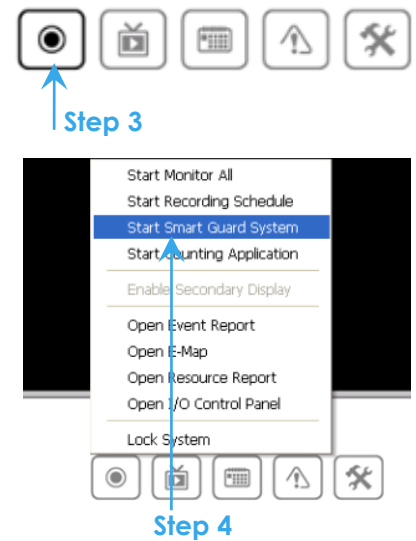 Step 3
Start Monitor All
Start Recording Schedule
Start Smart Guard System
Start Counting Application
Enable Secondary Display
Open Event Report
Open E-Map
Open Resource Report
Open I/O Control Panel
Lock System
Step 4